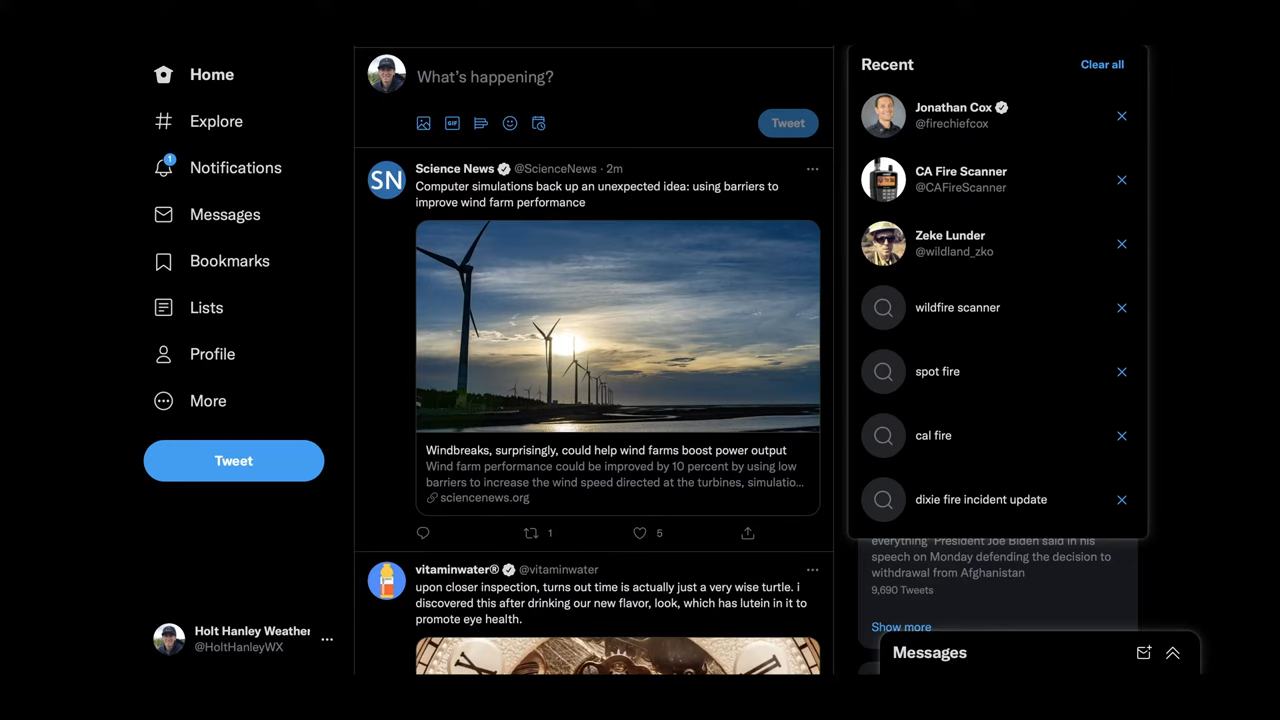 Home
Explore
1
Notifications
Messages
Bookmarks
Lists
Profile
More
Tweet
Holt Hanley Weather
@HoltHanleyWX
What's happening?
GIF
Tweet
SN
Science News @ScienceNews · 2m
Computer simulations back up an unexpected idea: using barriers to
improve wind farm performance
Windbreaks, surprisingly, could help wind farms boost power output
Wind farm performance could be improved by 10 percent by using low
barriers to increase the wind speed directed at the turbines, simulatio...
sciencenews.org
1
5
vitaminwater® @vitaminwater
upon closer inspection, turns out time is actually just a very wise turtle. i
discovered this after drinking our new flavor, look, which has lutein in it to
promote eye health.
Recent
Clear all
Jonathan Cox
@firechiefcox
CA Fire Scanner
@CAFireScanner
Zeke Lunder
@wildland_zko
wildfire scanner
spot fire
cal fire
dixie fire incident update
everything" President Joe Biden said in his
speech on Monday defending the decision to
withdrawal from Afghanistan
9,690 Tweets
Show more
Messages